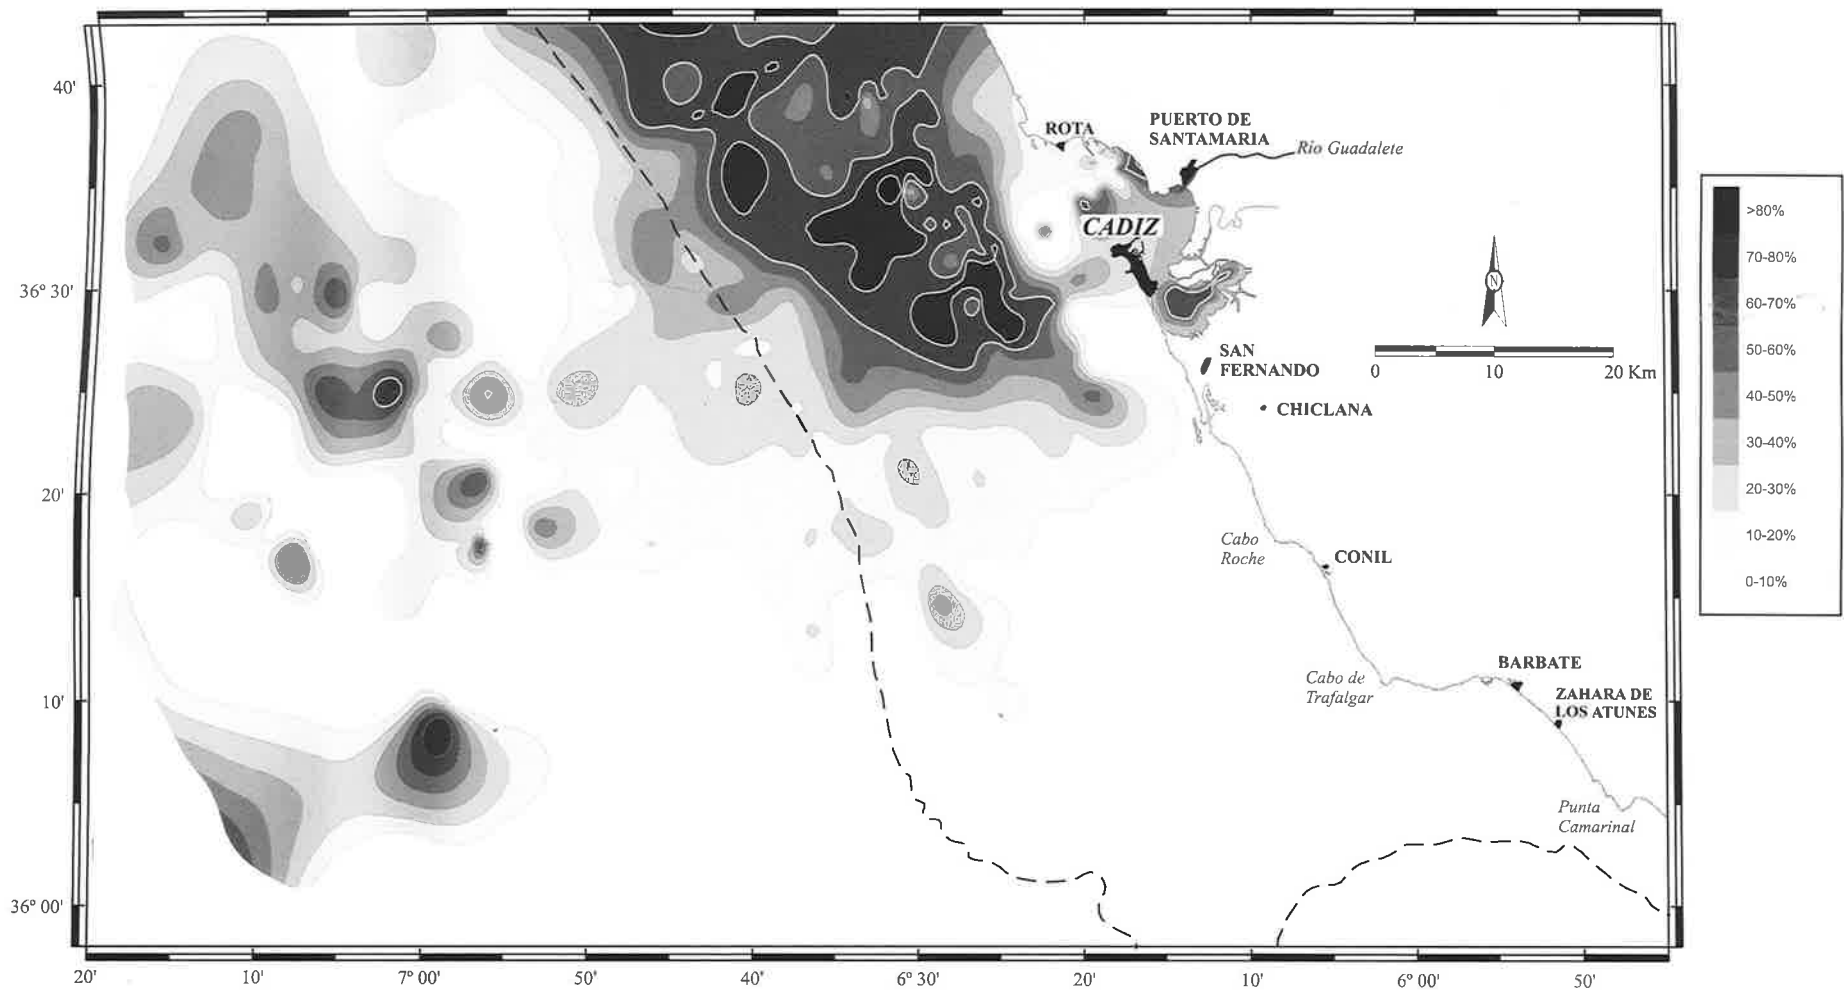 40'
36° 30'
20'
10'
36° 00'
20'
10'
7° 00'
50'
40'
6° 30'
20'
10'
6° 00'
50'
ROTA
PUERTO DE
SANTAMARIA
Rio Guadalete
CADIZ
SAN
FERNANDO
CHICLANA
Cabo
Roche
CONIL
Cabo de
Trafalgar
BARBATE
ZAHARA DE
LOS ATUNES
Punta
Camarinal
N
0
10
20 Km
>80%
70-80%
60-70%
50-60%
40-50%
30-40%
20-30%
10-20%
0-10%